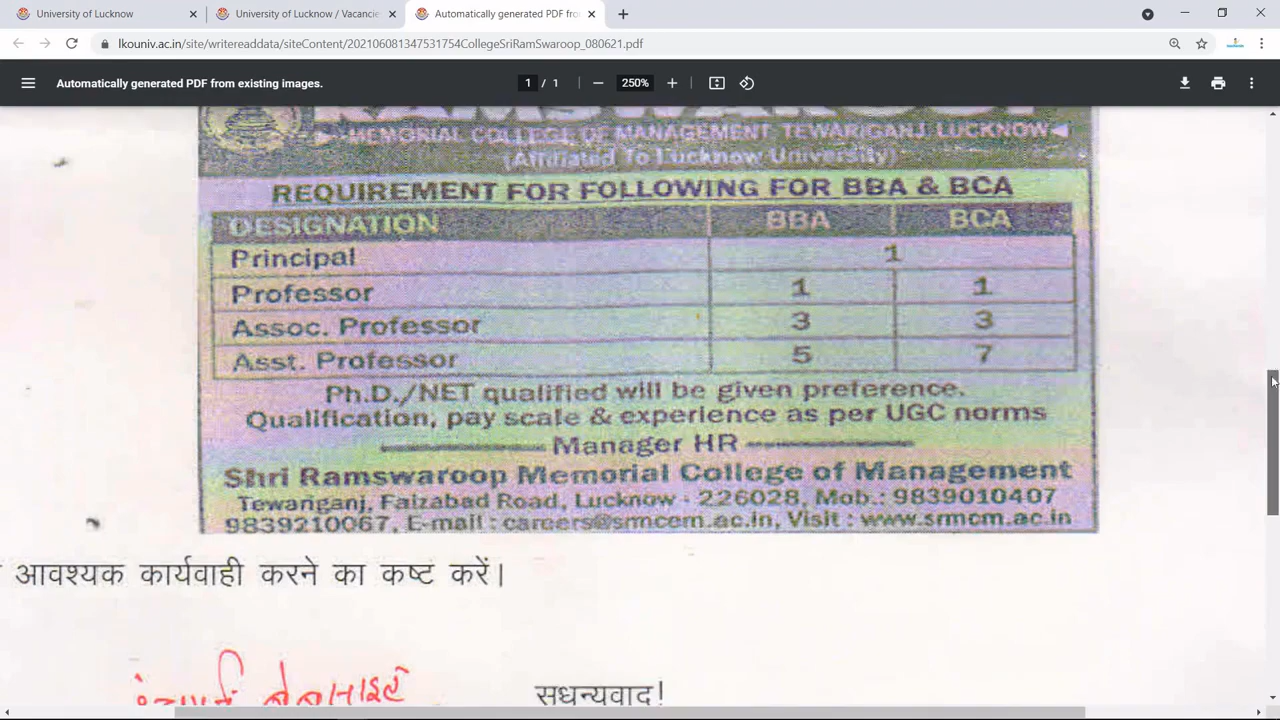 University of Lucknow
University of Lucknow / Vacancie
Automatically generated PDF fro
lkouniv.ac.in/site/writereaddata/siteContent/202106081347531754CollegeSriRamSwaroop_080621.pdf
Automatically generated PDF from existing images.
1 / 1
250%
MEMORIAL COLLEGE OF MANAGEMENT, TEWARIGANJ, LUCKNOW
(Affiliated To Lucknow University)
REQUIREMENT FOR FOLLOWING FOR BBA & BCA
DESIGNATION BBA BCA
Principal 1
Professor 1 1
Assoc. Professor 3 3
Asst. Professor 5 7
Ph.D./NET qualified will be given preference.
Qualification, pay scale & experience as per UGC norms
Manager HR
Shri Ramswaroop Memorial College of Management
Tewariganj, Faizabad Road, Lucknow - 226028, Mob.: 9839010407
9839210067, E-mail : careers@srmcem.ac.in, Visit : www.srmcm.ac.in
आवश्यक कार्यवाही करने का कष्ट करें।
सधन्यवाद!